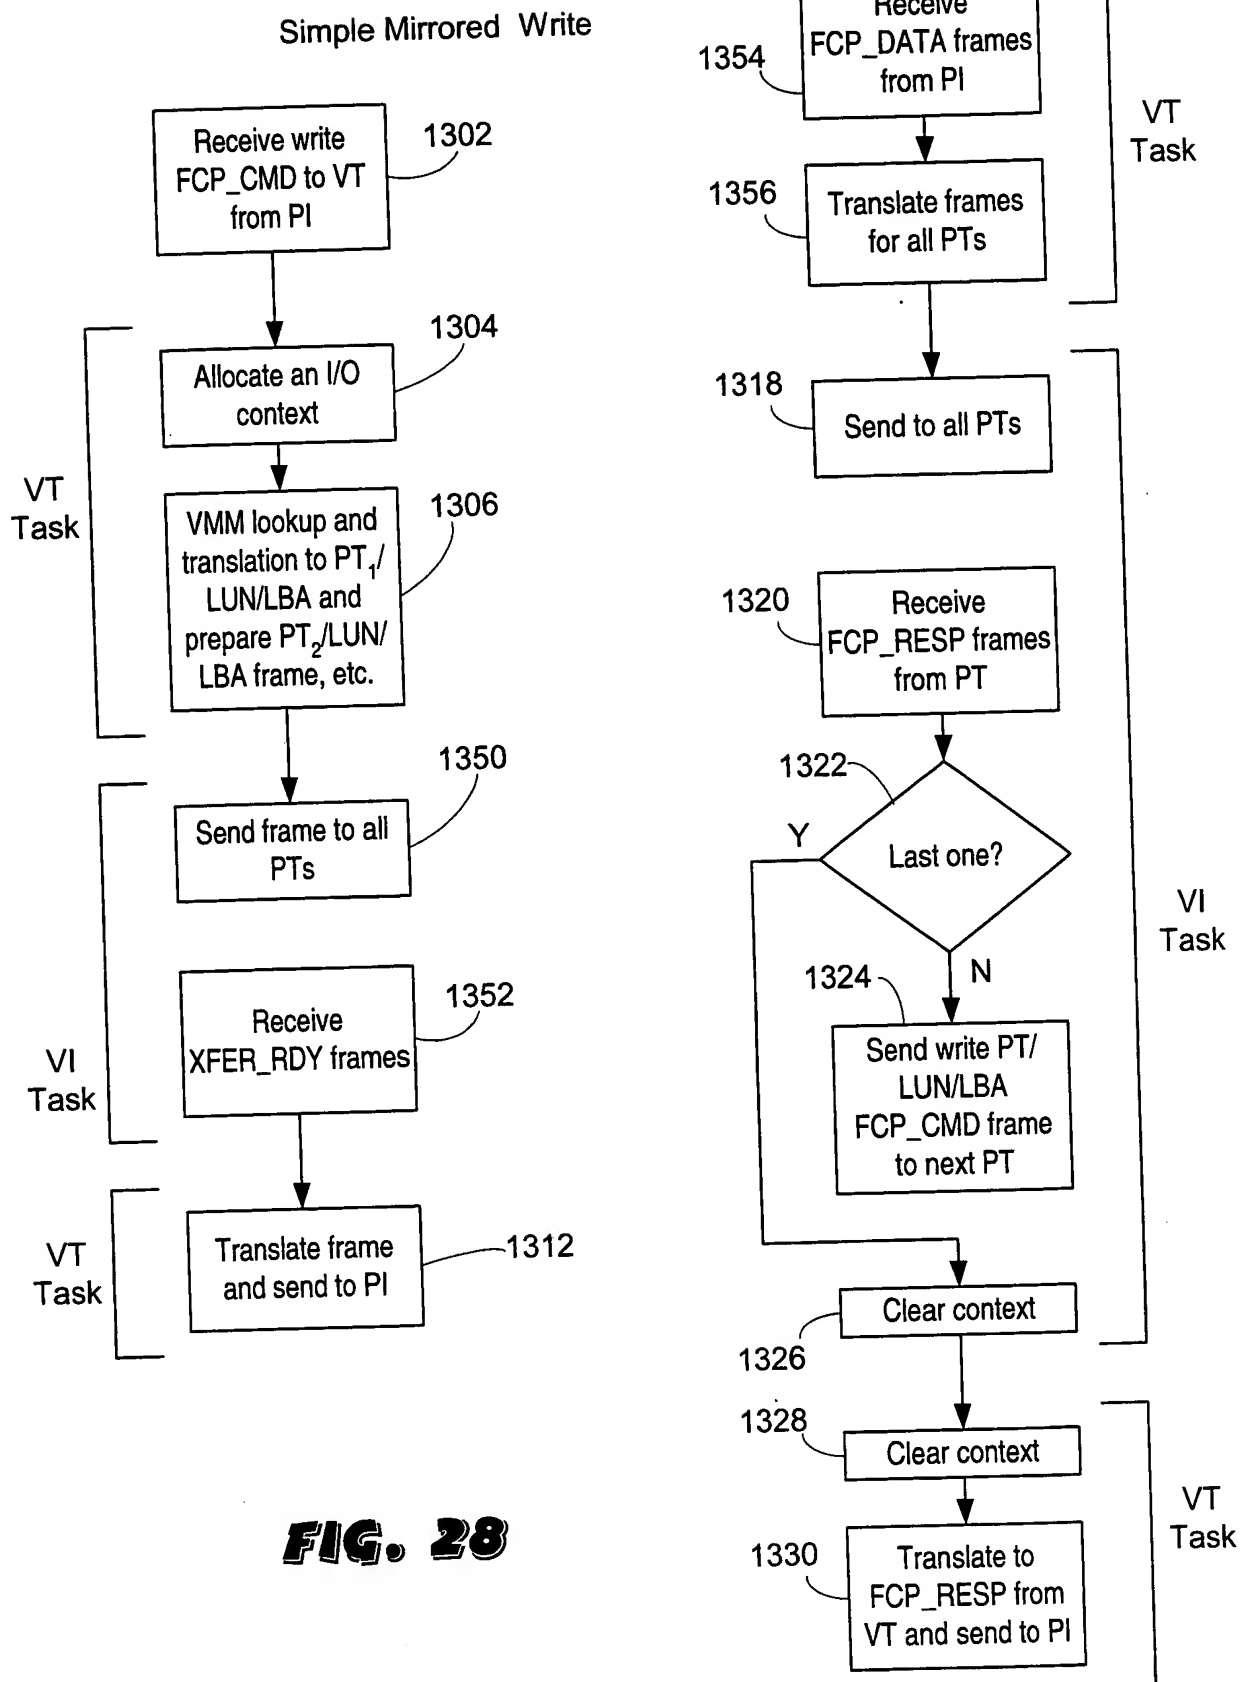 Simple Mirrored Write
1302
Receive write
FCP_CMD to VT
from PI
1304
Allocate an I/O
context
VT
Task
1306
VMM lookup and
translation to PT1/
LUN/LBA and
prepare PT2/LUN/
LBA frame, etc.
1350
Send frame to all
PTs
1352
Receive
XFER_RDY frames
VI
Task
1312
Translate frame
and send to PI
VT
Task
FIG. 28
Receive
FCP_DATA frames
from PI
1354
VT
Task
1356
Translate frames
for all PTs
1318
Send to all PTs
1320
Receive
FCP_RESP frames
from PT
1322
Y
Last one?
N
VI
Task
1324
Send write PT/
LUN/LBA
FCP_CMD frame
to next PT
Clear context
1326
1328
Clear context
VT
Task
1330
Translate to
FCP_RESP from
VT and send to PI